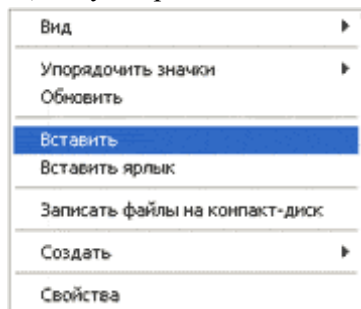 Вид
Упорядочить значки
Обновить
Вставить
Вставить ярлык
Записать файлы на компакт-диск
Создать
Свойства